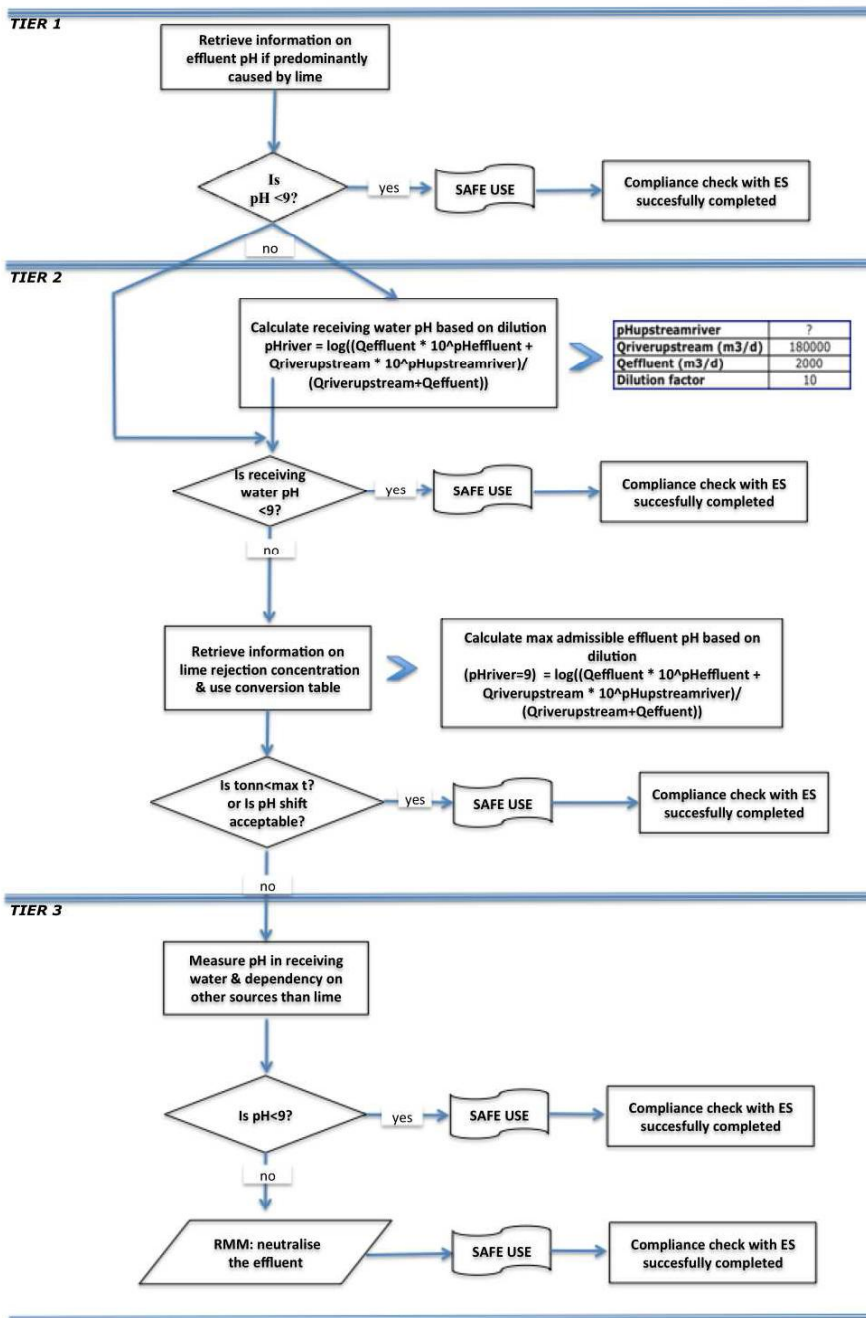 TIER 1
Retrieve information on
effluent pH if predominantly
caused by lime
Is
pH <9?
yes
SAFE USE
Compliance check with ES
succesfully completed
no
TIER 2
Calculate receiving water pH based on dilution
pHriver = log((Qeffluent * 10^pHeffluent +
Qriverupstream * 10^pHupstreamriver)/
(Qriverupstream+Qeffuent))
pHupstreamriver ?
Qriverupstream (m3/d) 180000
Qeffluent (m3/d) 2000
Dilution factor 10
Is receiving
water pH
<9?
yes
SAFE USE
Compliance check with ES
succesfully completed
no
Retrieve information on
lime rejection concentration
& use conversion table
Calculate max admissible effluent pH based on
dilution
(pHriver=9) = log((Qeffluent * 10^pHeffluent +
Qriverupstream * 10^pHupstreamriver)/
(Qriverupstream+Qeffuent))
Is tonn<max t?
or Is pH shift
acceptable?
yes
SAFE USE
Compliance check with ES
succesfully completed
no
TIER 3
Measure pH in receiving
water & dependency on
other sources than lime
Is pH<9?
yes
SAFE USE
Compliance check with ES
succesfully completed
no
RMM: neutralise
the effluent
SAFE USE
Compliance check with ES
succesfully completed